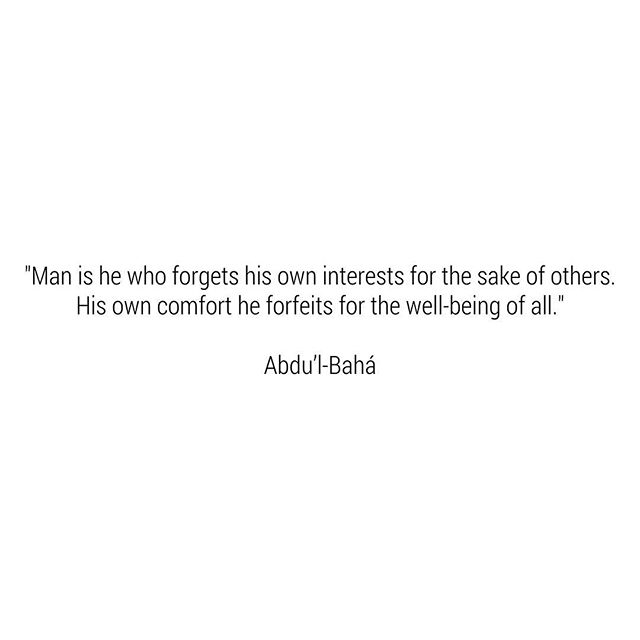 "Man is he who forgets his own interests for the sake of others.
His own comfort he forfeits for the well-being of all."
Abdu’l-Bahá